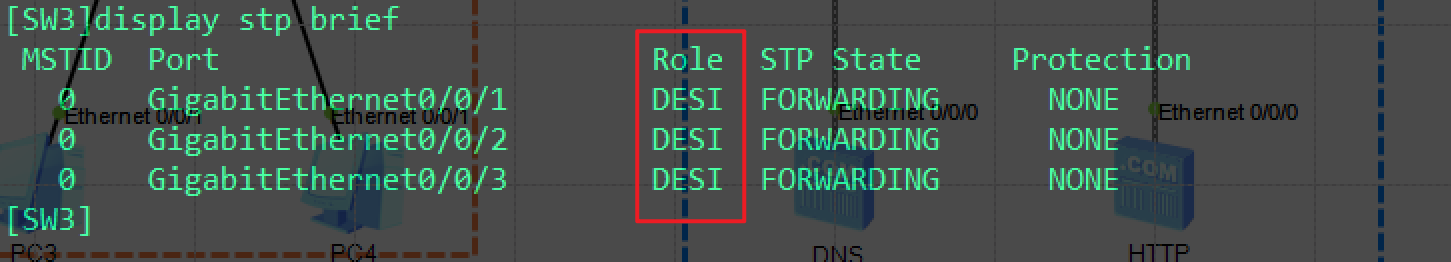 [SW3]display stp brief
MSTID Port Role STP State Protection
0 GigabitEthernet0/0/1 DESI FORWARDING NONE
Ethernet 0/0/1 Ethernet 0/0/1 Ethernet 0/0/0 Ethernet 0/0/0
0 GigabitEthernet0/0/2 DESI FORWARDING NONE
0 GigabitEthernet0/0/3 DESI FORWARDING NONE
.COM .COM
[SW3]
PC3 PC4 DNS HTTP